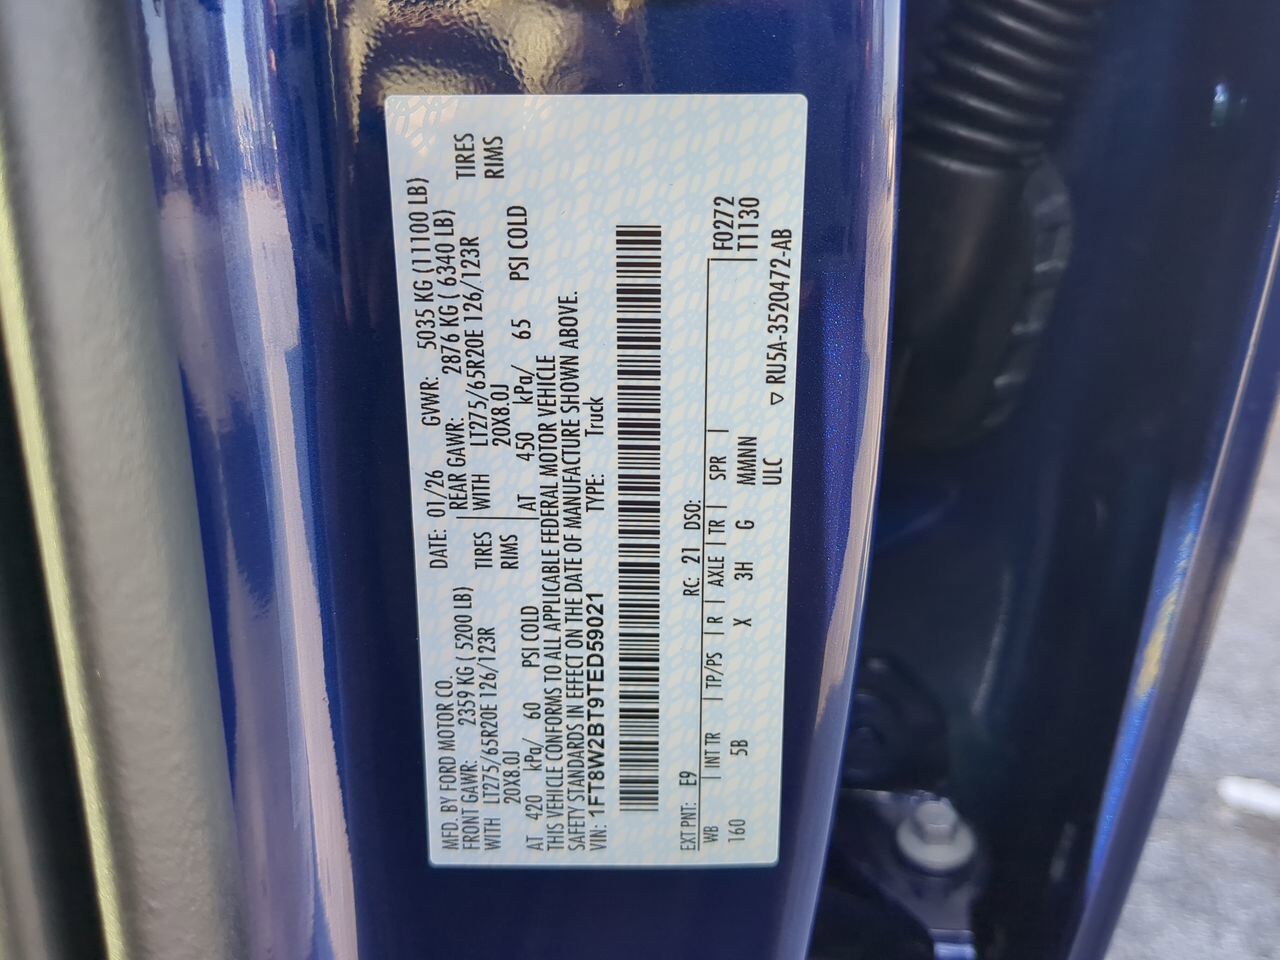 MFD. BY FORD MOTOR CO.
DATE: 01/26 GVWR: 5035 KG (11100 LB)
FRONT GAWR: 2359 KG ( 5200 LB) REAR GAWR: 2876 KG ( 6340 LB)
WITH LT275/65R20E 126/123R TIRES WITH LT275/65R20E 126/123R TIRES
20X8.0J RIMS 20X8.0J RIMS
AT 420 kPa/ 60 PSI COLD AT 450 kPa/ 65 PSI COLD
THIS VEHICLE CONFORMS TO ALL APPLICABLE FEDERAL MOTOR VEHICLE
SAFETY STANDARDS IN EFFECT ON THE DATE OF MANUFACTURE SHOWN ABOVE.
VIN: 1FT8W2BT9TED59021 TYPE: Truck
EXT PNT: E9 RC: 21 DSO:
WB | INT TR | TP/PS | R | AXLE | TR | SPR | F0272
160 5B X 3H G MMNN T1130
ULC ▽ RU5A-3520472-AB